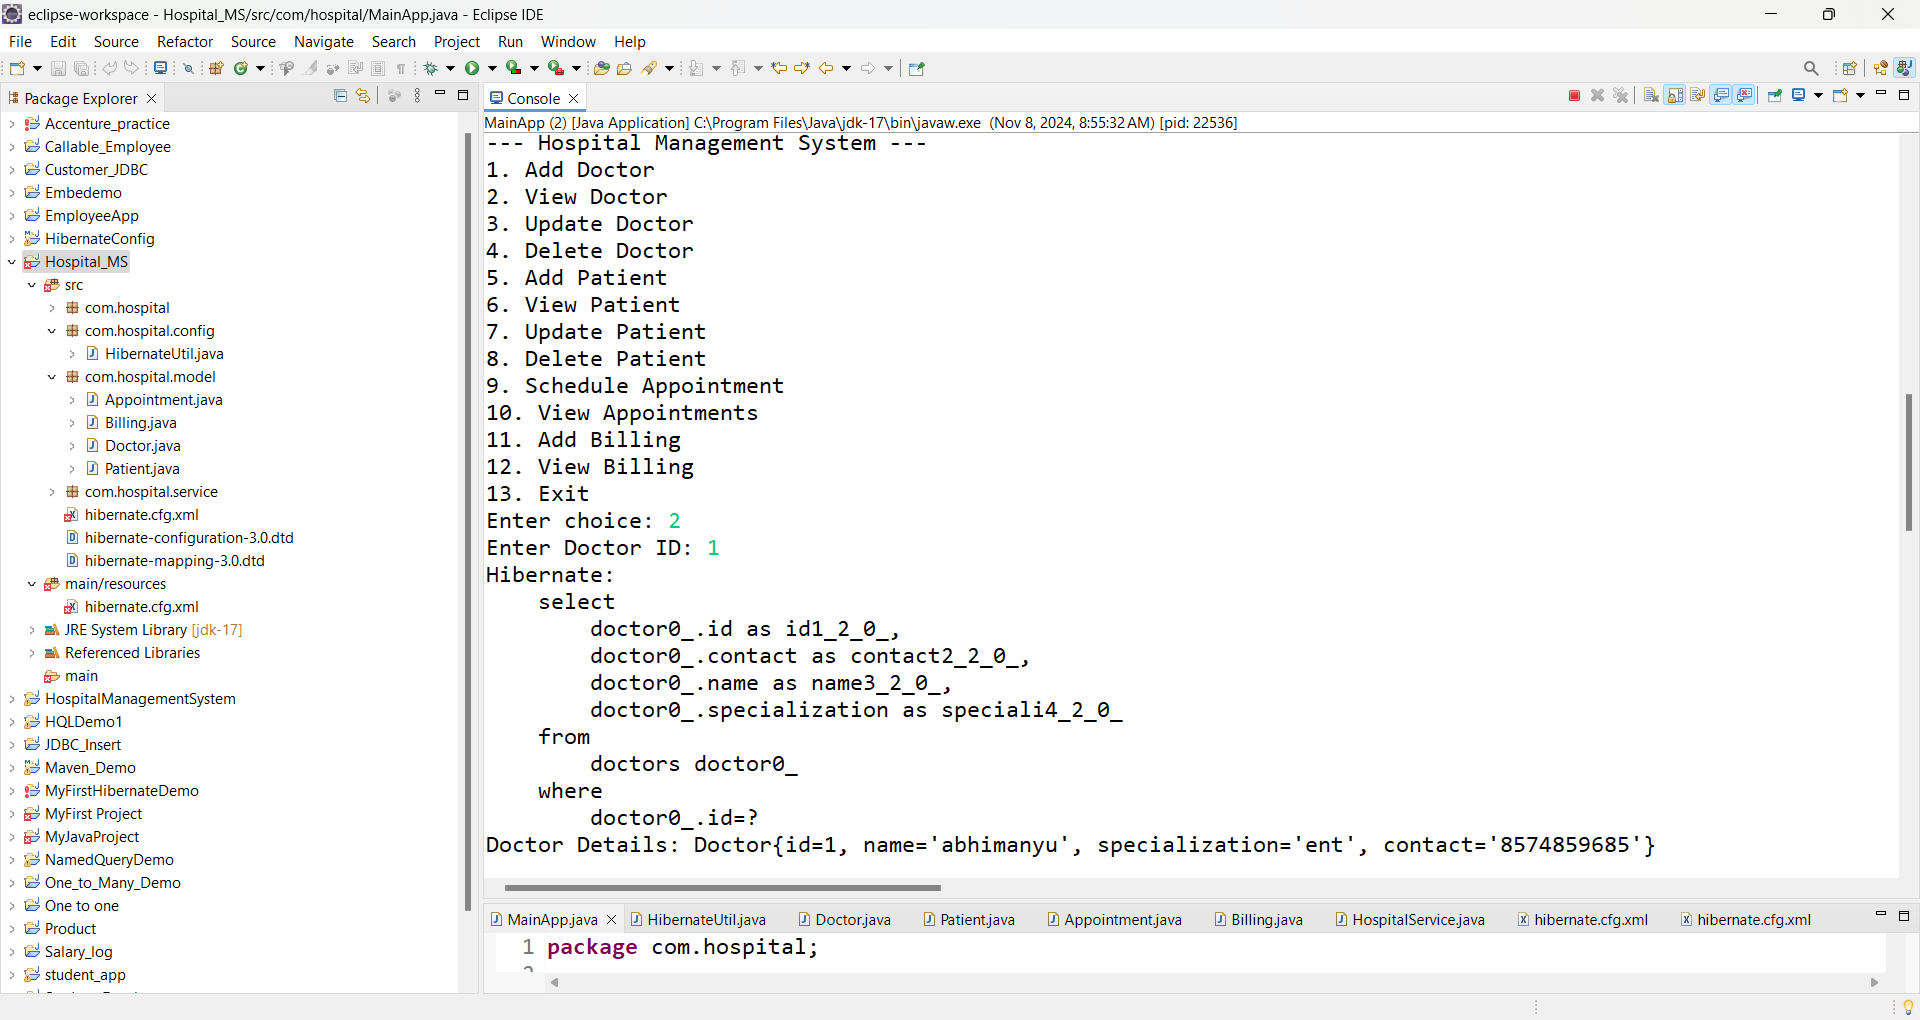 eclipse-workspace - Hospital_MS/src/com/hospital/MainApp.java - Eclipse IDE
File Edit Source Refactor Source Navigate Search Project Run Window Help
Package Explorer
Accenture_practice
Callable_Employee
Customer_JDBC
Embedemo
EmployeeApp
HibernateConfig
Hospital_MS
src
com.hospital
com.hospital.config
HibernateUtil.java
com.hospital.model
Appointment.java
Billing.java
Doctor.java
Patient.java
com.hospital.service
hibernate.cfg.xml
hibernate-configuration-3.0.dtd
hibernate-mapping-3.0.dtd
main/resources
hibernate.cfg.xml
JRE System Library [jdk-17]
Referenced Libraries
main
HospitalManagementSystem
HQLDemo1
JDBC_Insert
Maven_Demo
MyFirstHibernateDemo
MyFirst Project
MyJavaProject
NamedQueryDemo
One_to_Many_Demo
One to one
Product
Salary_log
student_app
Console
MainApp (2) [Java Application] C:\Program Files\Java\jdk-17\bin\javaw.exe (Nov 8, 2024, 8:55:32 AM) [pid: 22536]
--- Hospital Management System ---
1. Add Doctor
2. View Doctor
3. Update Doctor
4. Delete Doctor
5. Add Patient
6. View Patient
7. Update Patient
8. Delete Patient
9. Schedule Appointment
10. View Appointments
11. Add Billing
12. View Billing
13. Exit
Enter choice: 2
Enter Doctor ID: 1
Hibernate:
select
doctor0_.id as id1_2_0_,
doctor0_.contact as contact2_2_0_,
doctor0_.name as name3_2_0_,
doctor0_.specialization as speciali4_2_0_
from
doctors doctor0_
where
doctor0_.id=?
Doctor Details: Doctor{id=1, name='abhimanyu', specialization='ent', contact='8574859685'}
MainApp.java HibernateUtil.java Doctor.java Patient.java Appointment.java Billing.java HospitalService.java hibernate.cfg.xml hibernate.cfg.xml
1 package com.hospital;